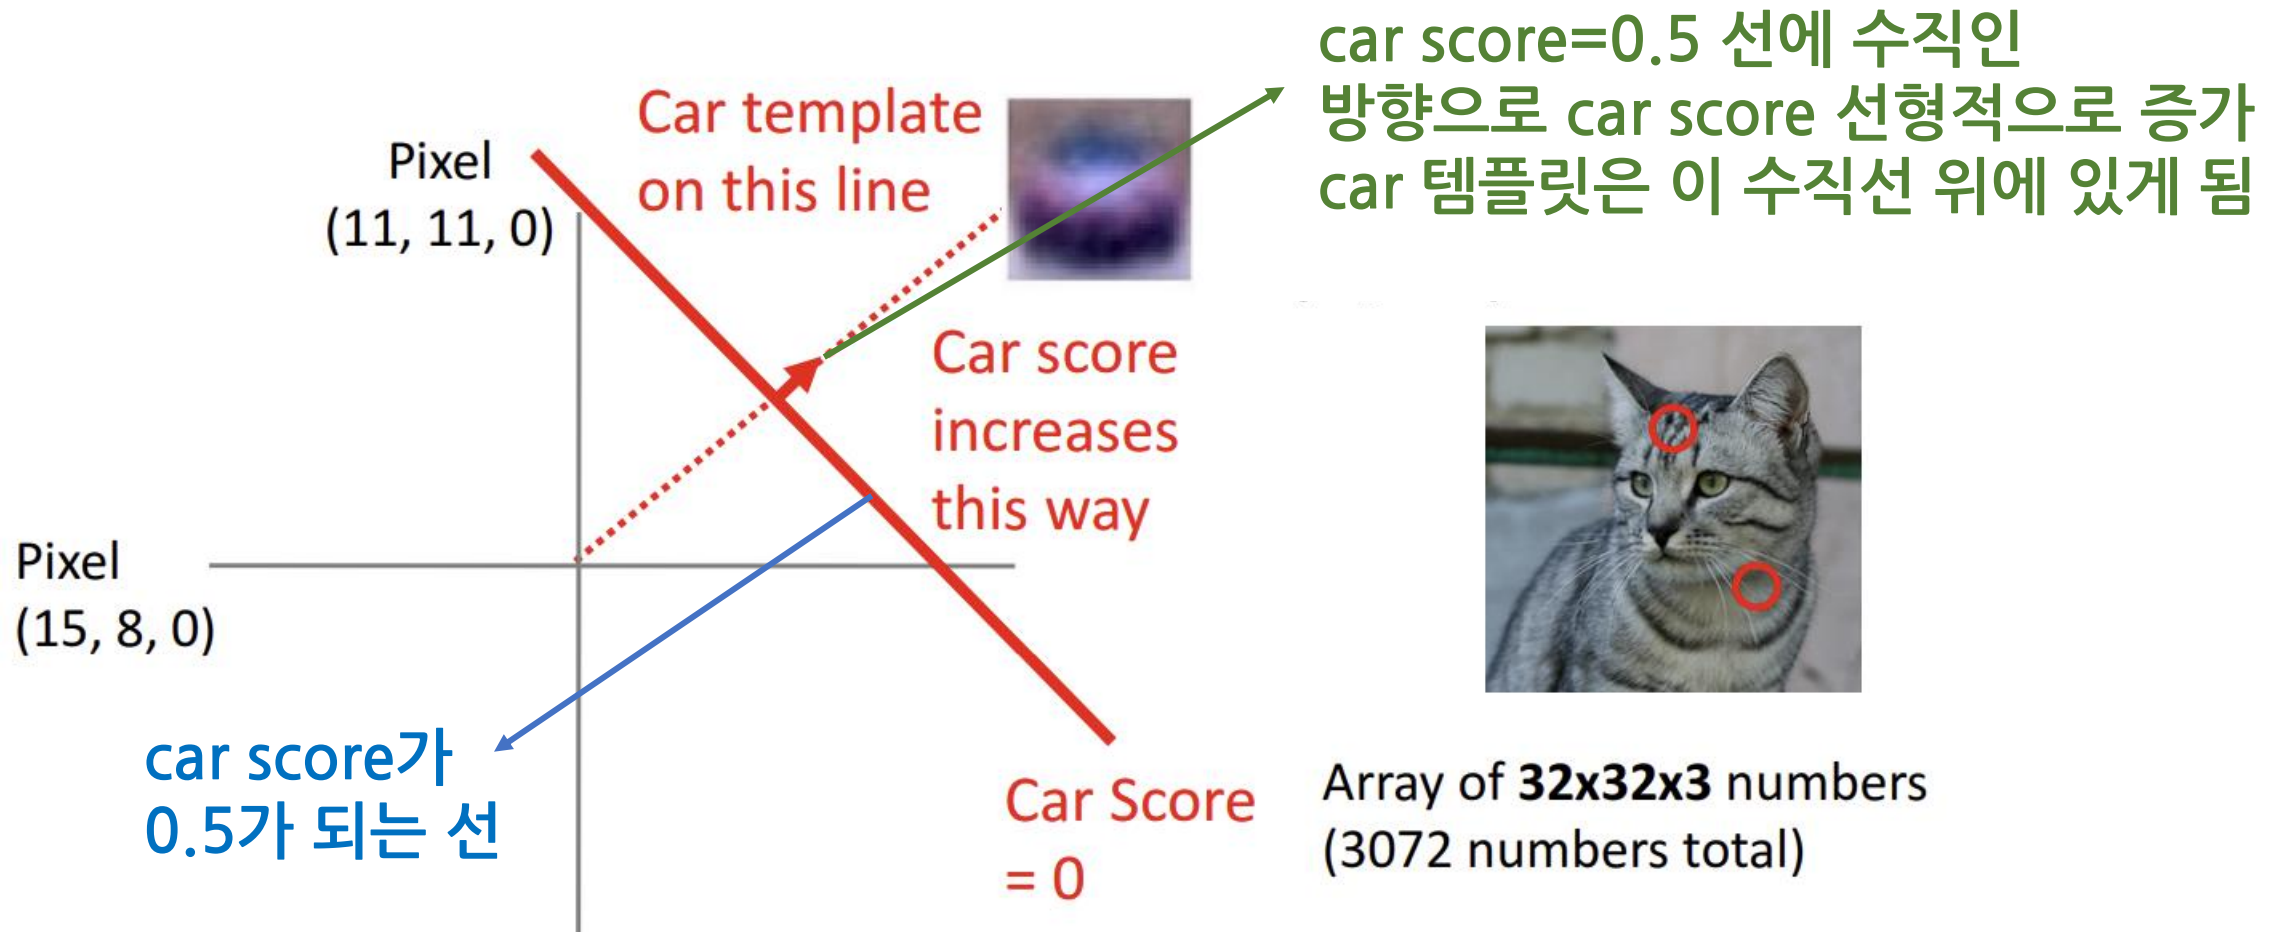 car score=0.5 선에 수직인
방향으로 car score 선형적으로 증가
car 템플릿은 이 수직선 위에 있게 됨
Car template
on this line
Pixel
(11, 11, 0)
Car score
increases
this way
Pixel
(15, 8, 0)
car score가
0.5가 되는 선
Car Score
= 0
Array of 32x32x3 numbers
(3072 numbers total)